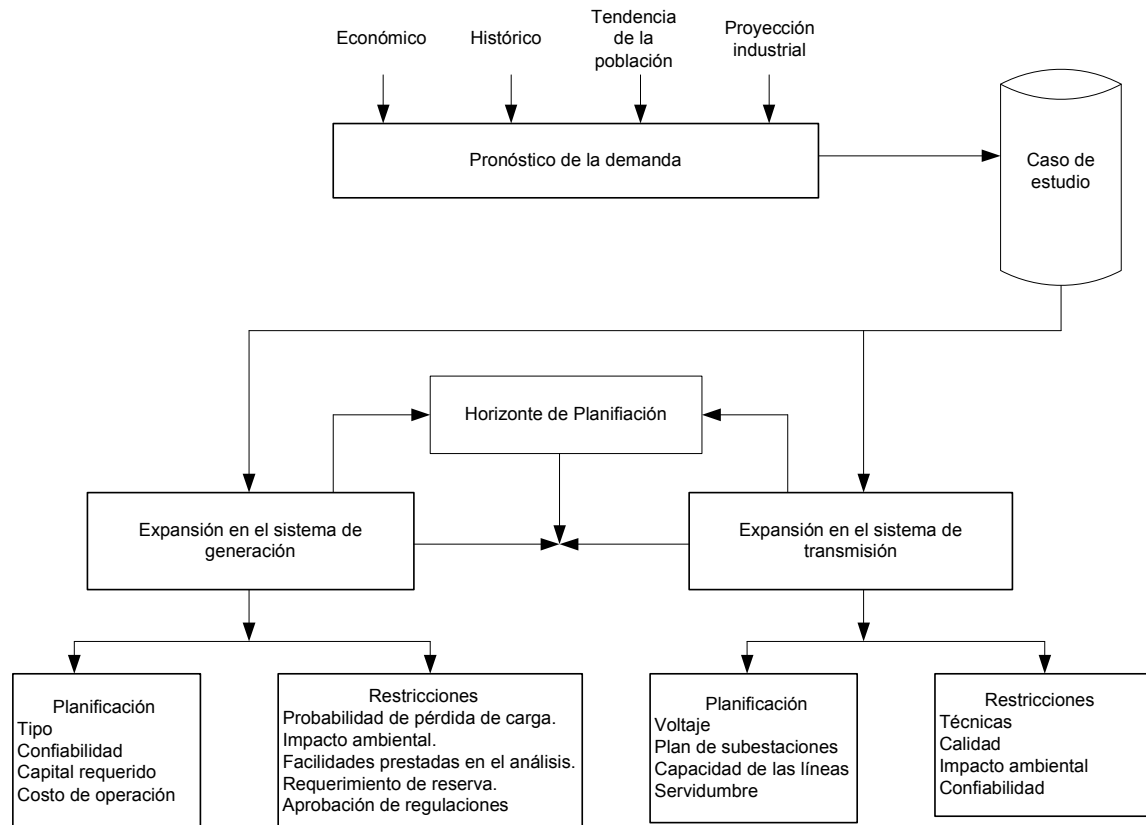 Económico
Histórico
Tendencia
de la
población
Proyección
industrial
Pronóstico de la demanda
Caso de
estudio
Horizonte de Planifiación
Expansión en el sistema de
generación
Expansión en el sistema de
transmisión
Planificación
Tipo
Confiabilidad
Capital requerido
Costo de operación
Restricciones
Probabilidad de pérdida de carga.
Impacto ambiental.
Facilidades prestadas en el análisis.
Requerimiento de reserva.
Aprobación de regulaciones
Planificación
Voltaje
Plan de subestaciones
Capacidad de las líneas
Servidumbre
Restricciones
Técnicas
Calidad
Impacto ambiental
Confiabilidad